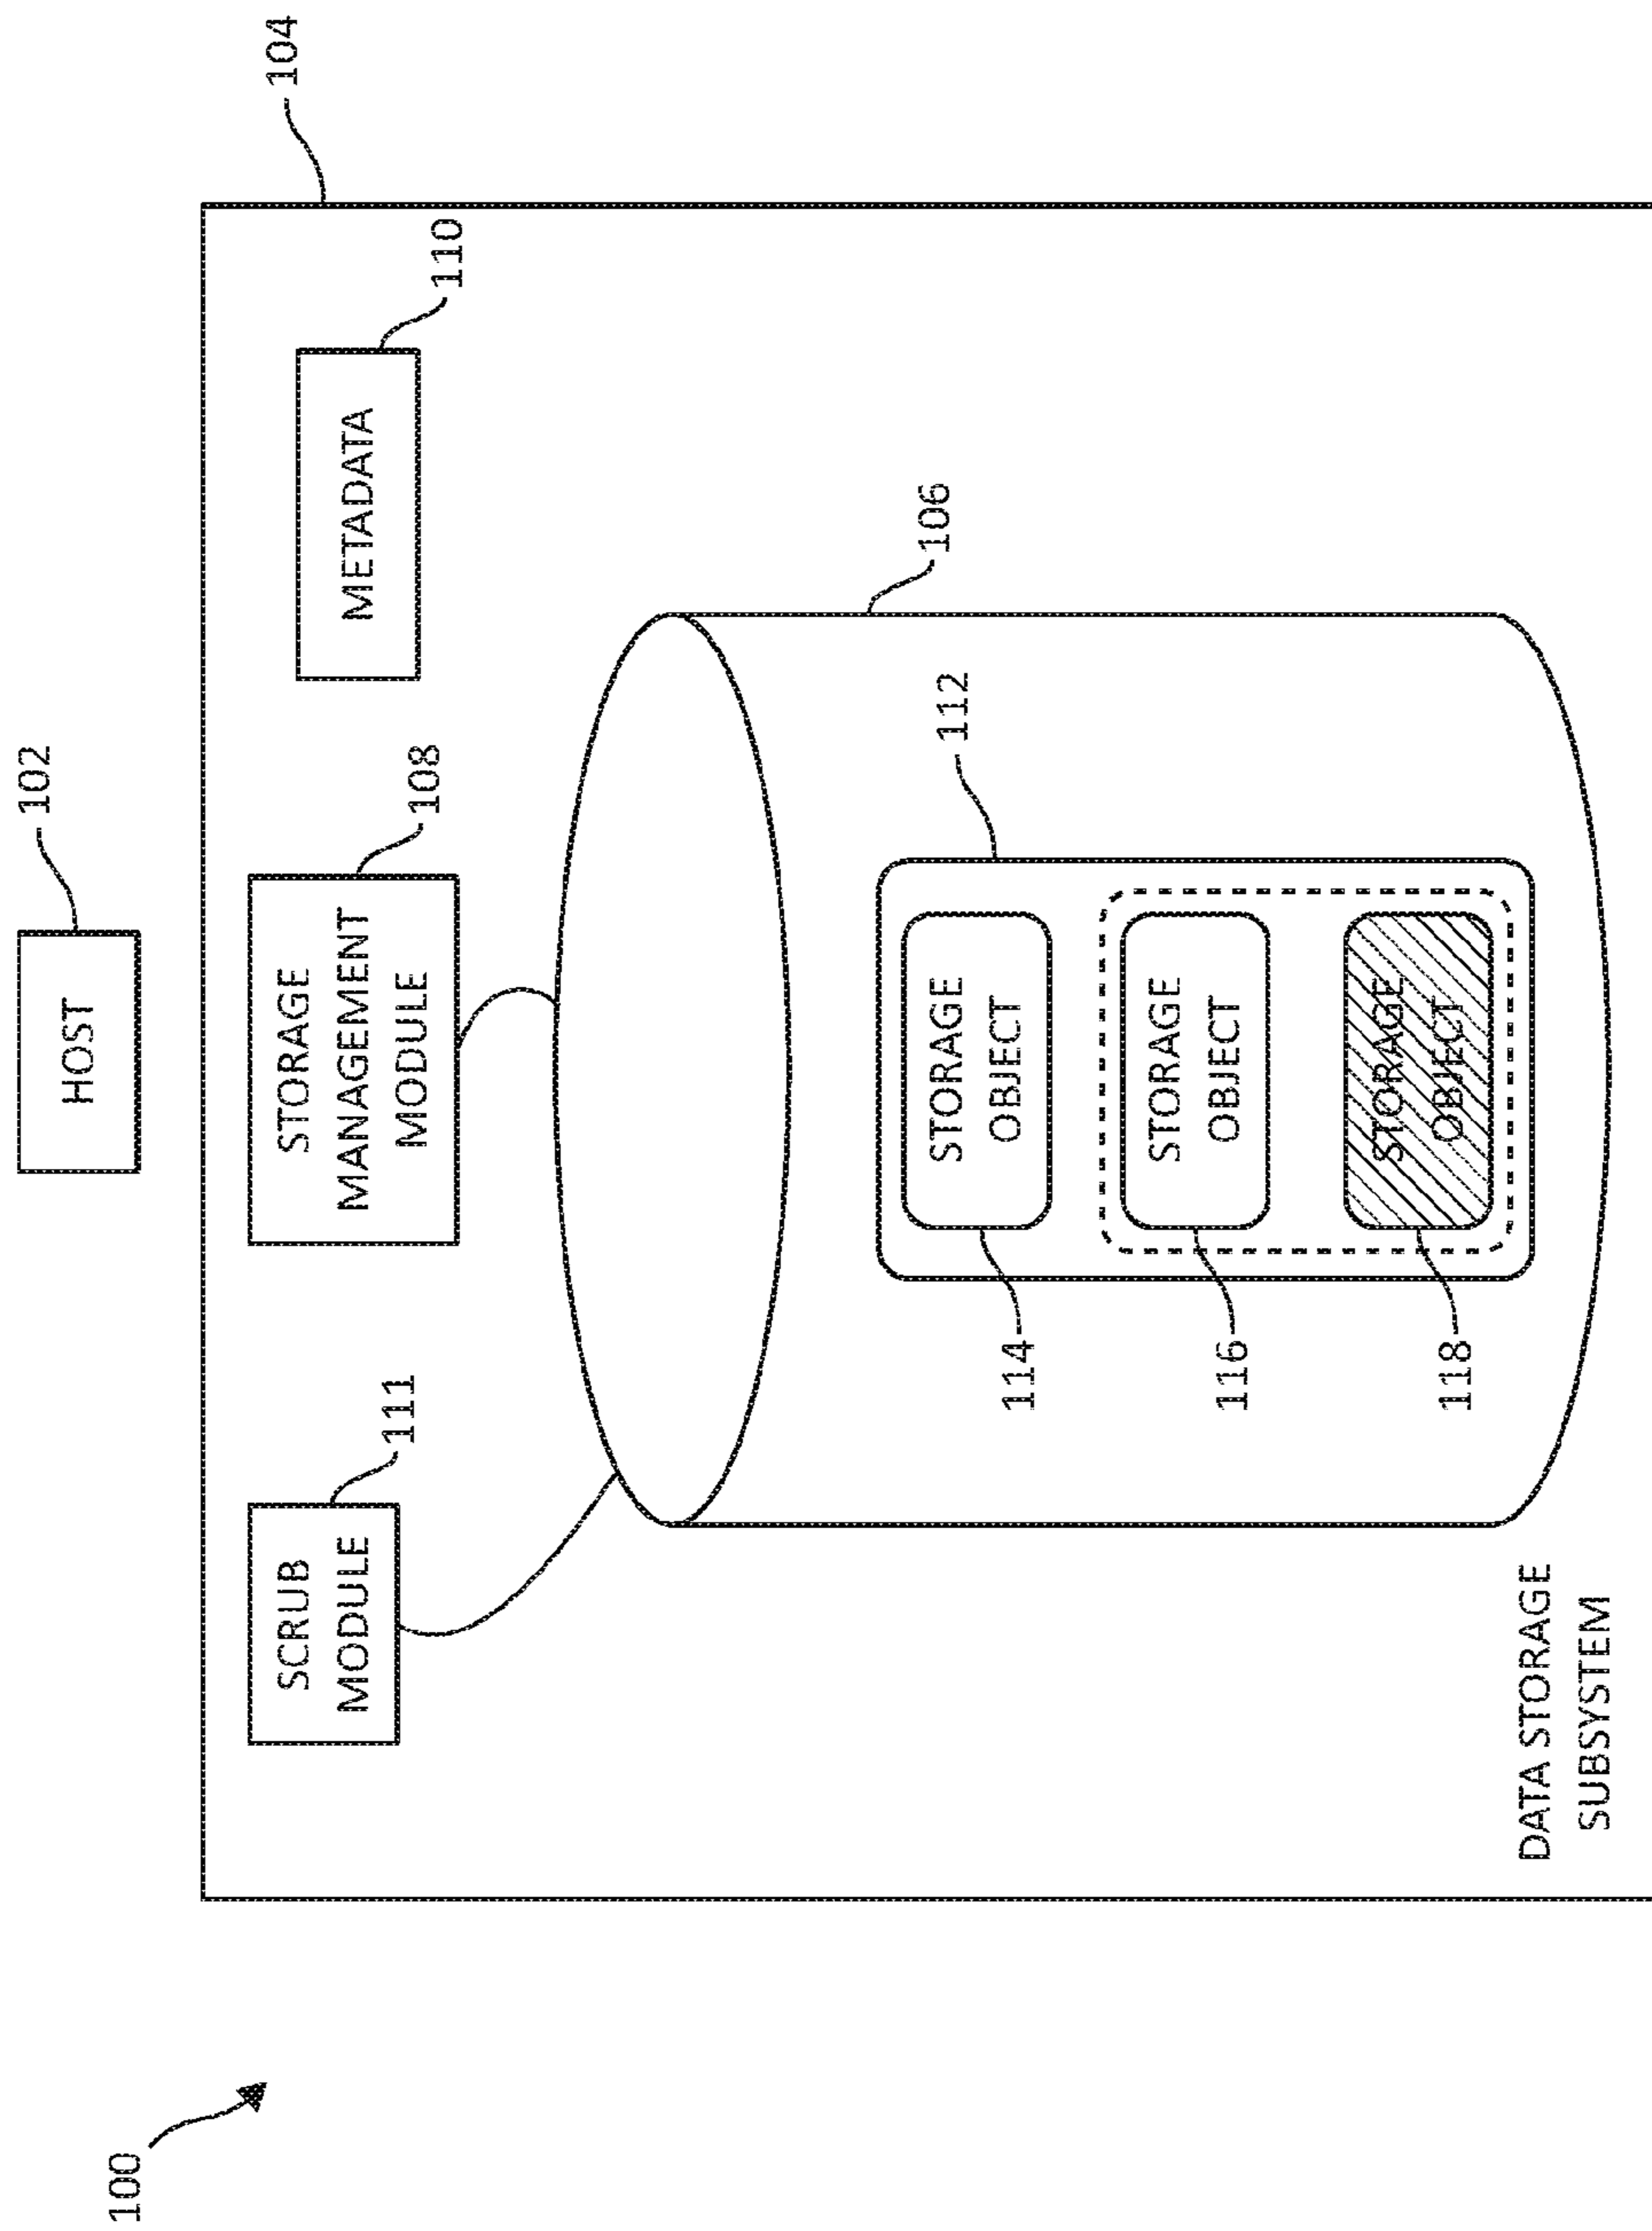 100
HOST
102
104
SCRUB
MODULE
111
STORAGE
MANAGEMENT
MODULE
108
METADATA
110
106
112
114
STORAGE
OBJECT
116
STORAGE
OBJECT
118
STORAGE
OBJECT
DATA STORAGE
SUBSYSTEM